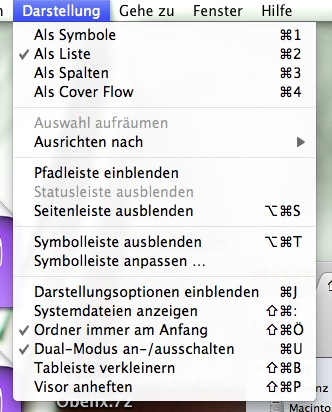 Darstellung Gehe zu Fenster Hilfe
Als Symbole ⌘1
✓ Als Liste ⌘2
Als Spalten ⌘3
Als Cover Flow ⌘4
Auswahl aufräumen
Ausrichten nach ▶
Pfadleiste einblenden
Statusleiste ausblenden
Seitenleiste ausblenden ⌥⌘S
Symbolleiste ausblenden ⌥⌘T
Symbolleiste anpassen ...
Darstellungsoptionen einblenden ⌘J
Systemdateien anzeigen ⇧⌘:
✓ Ordner immer am Anfang ⇧⌘Ö
✓ Dual-Modus an-/ausschalten ⌘U
Tableiste verkleinern ⇧⌘B
Visor anheften ⇧⌘P
Macinto